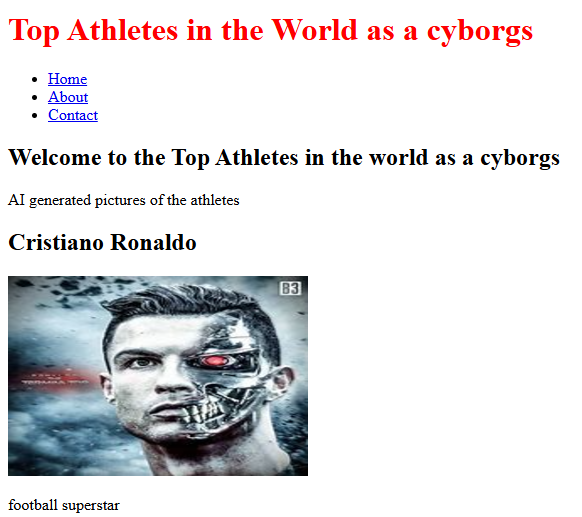 Top Athletes in the World as a cyborgs
Home
About
Contact
Welcome to the Top Athletes in the world as a cyborgs
AI generated pictures of the athletes
Cristiano Ronaldo
B3
football superstar